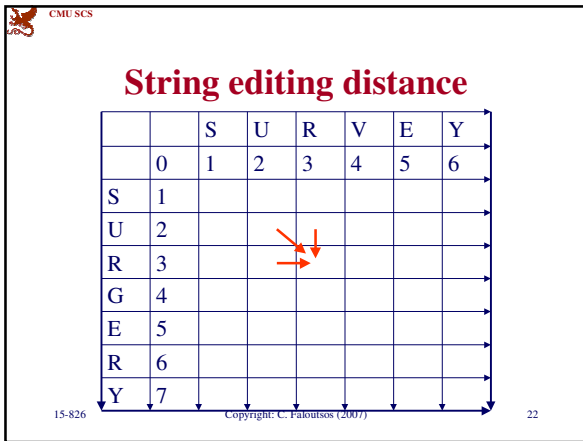 CMU SCS
String editing distance
S U R V E Y
0 1 2 3 4 5 6
S 1
U 2
R 3
G 4
E 5
R 6
Y 7
15-826 Copyright: C. Faloutsos (2007) 22